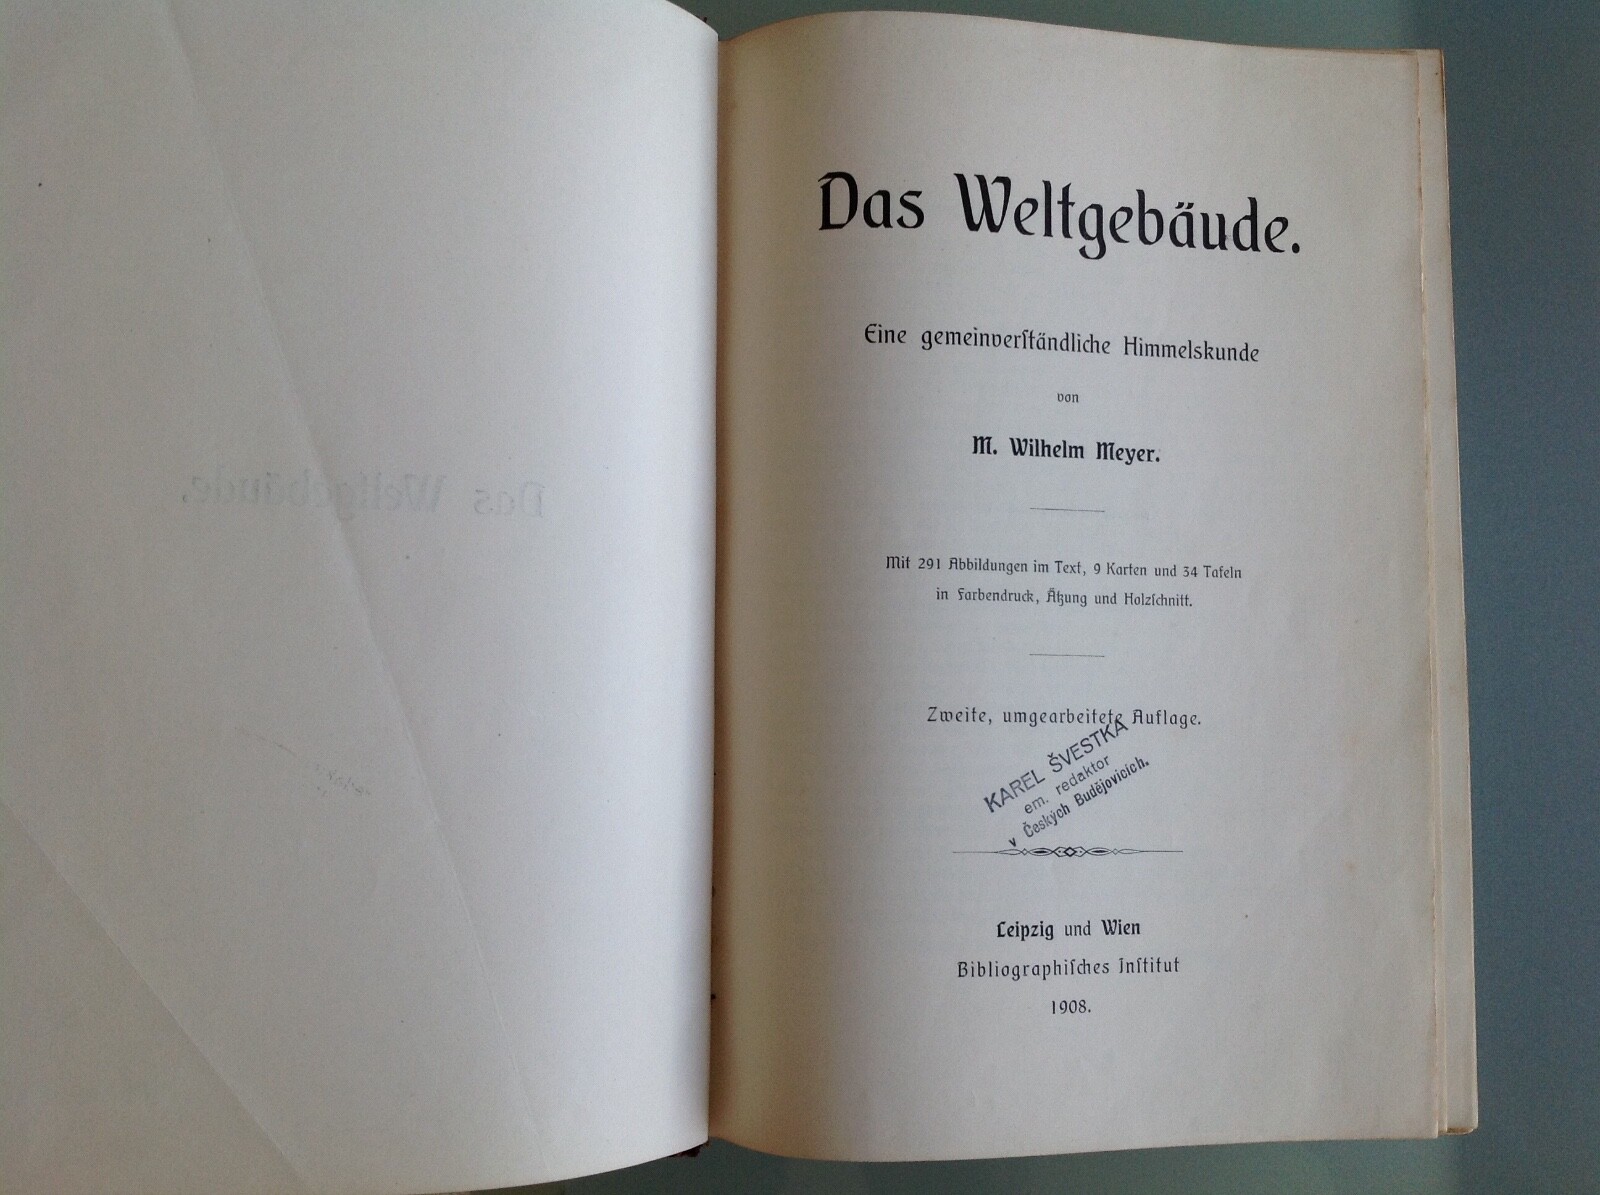 Das Weltgebäude.
Das Weltgebäude.
Eine gemeinverſtändliche Himmelskunde
von
M. Wilhelm Meyer.
Mit 291 Abbildungen im Text, 9 Karten und 34 Tafeln
in Farbendruck, Ätzung und Holzſchnitt.
Zweite, umgearbeitete Auflage.
KAREL ŠVESTKA
em. redaktor
v Českých Budějovicích.
Leipzig und Wien
Bibliographiſches Inſtitut
1908.